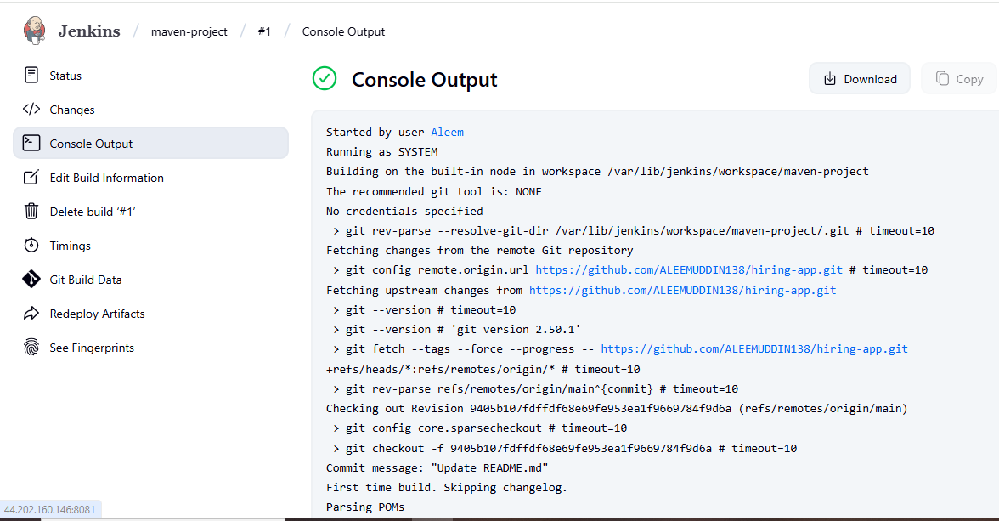 Jenkins / maven-project / #1 / Console Output
Status
Changes
Console Output
Edit Build Information
Delete build ‘#1’
Timings
Git Build Data
Redeploy Artifacts
See Fingerprints
Console Output
Download
Copy
Started by user Aleem
Running as SYSTEM
Building on the built-in node in workspace /var/lib/jenkins/workspace/maven-project
The recommended git tool is: NONE
No credentials specified
> git rev-parse --resolve-git-dir /var/lib/jenkins/workspace/maven-project/.git # timeout=10
Fetching changes from the remote Git repository
> git config remote.origin.url https://github.com/ALEEMUDDIN138/hiring-app.git # timeout=10
Fetching upstream changes from https://github.com/ALEEMUDDIN138/hiring-app.git
> git --version # timeout=10
> git --version # 'git version 2.50.1'
> git fetch --tags --force --progress -- https://github.com/ALEEMUDDIN138/hiring-app.git
+refs/heads/*:refs/remotes/origin/* # timeout=10
> git rev-parse refs/remotes/origin/main^{commit} # timeout=10
Checking out Revision 9405b107fdffdf68e69fe953ea1f9669784f9d6a (refs/remotes/origin/main)
> git config core.sparsecheckout # timeout=10
> git checkout -f 9405b107fdffdf68e69fe953ea1f9669784f9d6a # timeout=10
Commit message: "Update README.md"
First time build. Skipping changelog.
Parsing POMs
44.202.160.146:8081